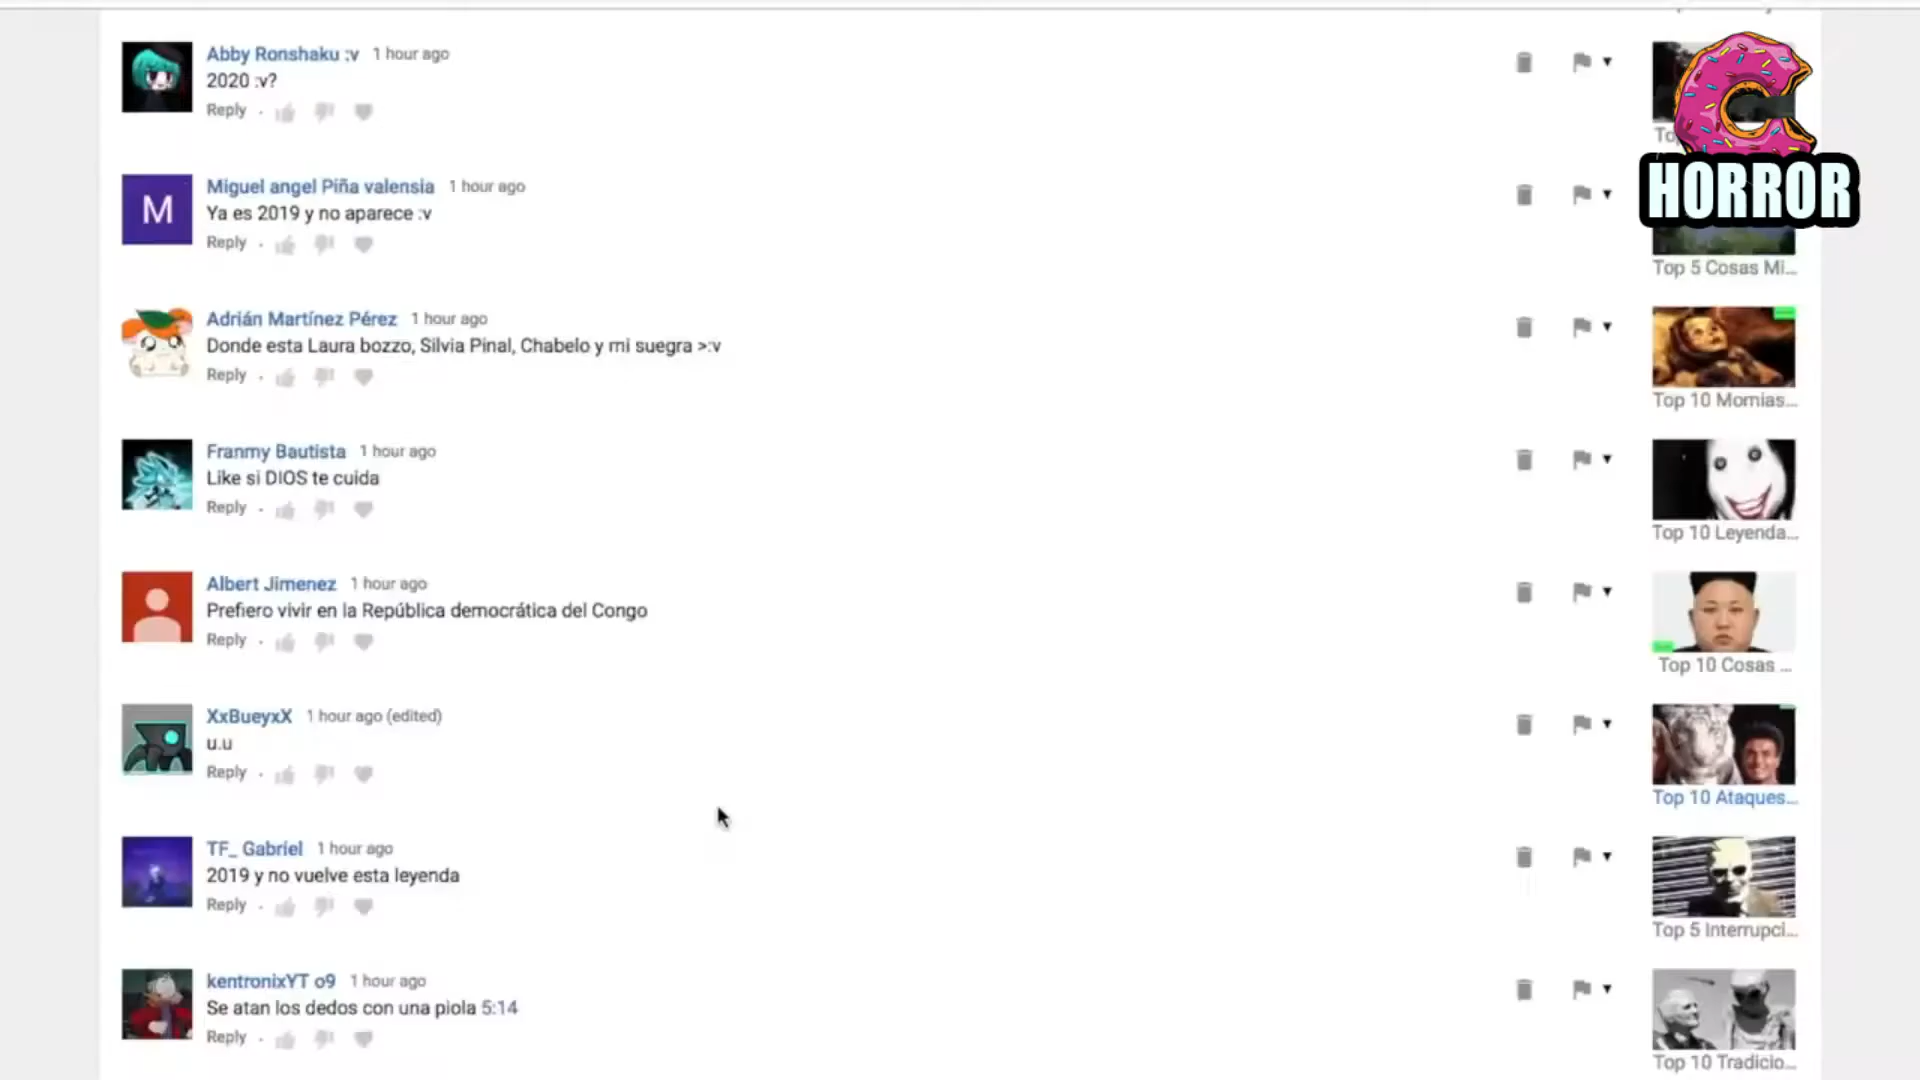 Abby Ronshaku :v 1 hour ago
2020 :v?
Reply
Miguel angel Piña valensia 1 hour ago
Ya es 2019 y no aparece :v
Reply
Adrián Martínez Pérez 1 hour ago
Donde esta Laura bozzo, Silvia Pinal, Chabelo y mi suegra >:v
Reply
Franmy Bautista 1 hour ago
Like si DIOS te cuida
Reply
Albert Jimenez 1 hour ago
Prefiero vivir en la República democrática del Congo
Reply
XxBueyxX 1 hour ago (edited)
u.u
Reply
TF_ Gabriel 1 hour ago
2019 y no vuelve esta leyenda
Reply
kentronixYT o9 1 hour ago
Se atan los dedos con una piola 5:14
Reply
M
C
HORROR
Top 5 Cosas Mi...
Top 10 Momias...
Top 10 Leyenda...
Top 10 Cosas ...
Top 10 Ataques...
Top 5 Interrupci...
Top 10 Tradicio...